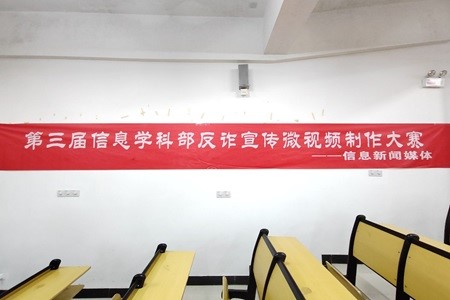 第三届信息学科部反诈宣传微视频制作大赛
——信息新闻媒体